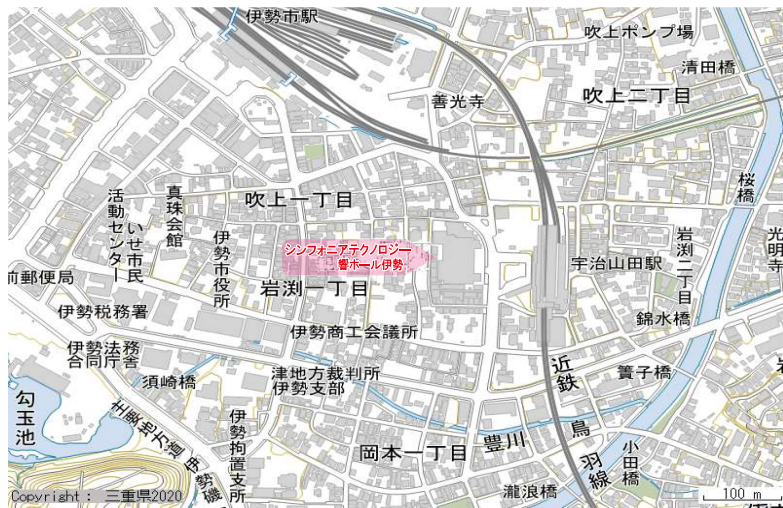 伊勢市駅
吹上ポンプ場
清田橋
善光寺
吹上二丁目
桜橋
真珠会館
吹上一丁目
いせ市民
活動センター
伊勢市役所
シンフォニアテクノロジー
響ホール伊勢
岩渕二丁目
光明寺
宇治山田駅
前郵便局
岩渕一丁目
伊勢税務署
伊勢商工会議所
錦水橋
伊勢法務
合同庁舎
須崎橋
津地方裁判所
伊勢支部
近鉄
鳥
羽線
簀子橋
勾玉池
主要地方道
伊勢磯
伊勢拘置支所
岡本一丁目
豊川
小田橋
瀧浪橋
100 m
Copyright : 三重県2020